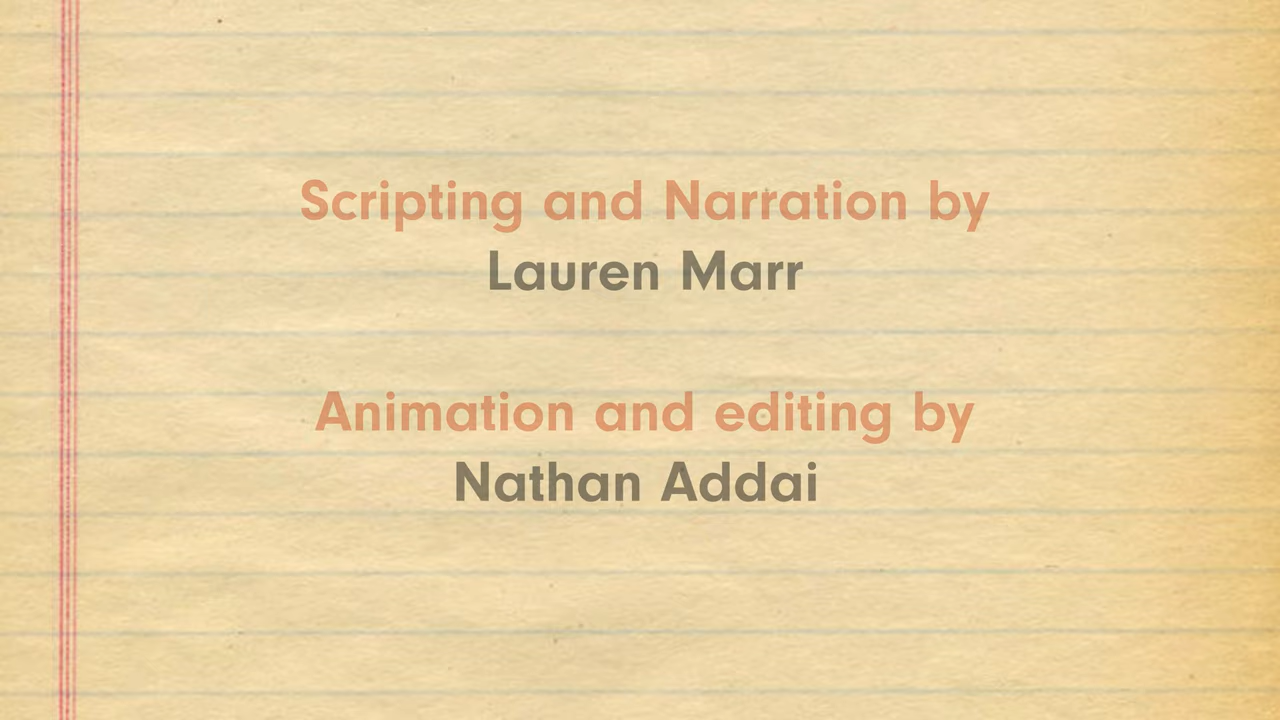 Scripting and Narration by
Lauren Marr
Animation and editing by
Nathan Addai